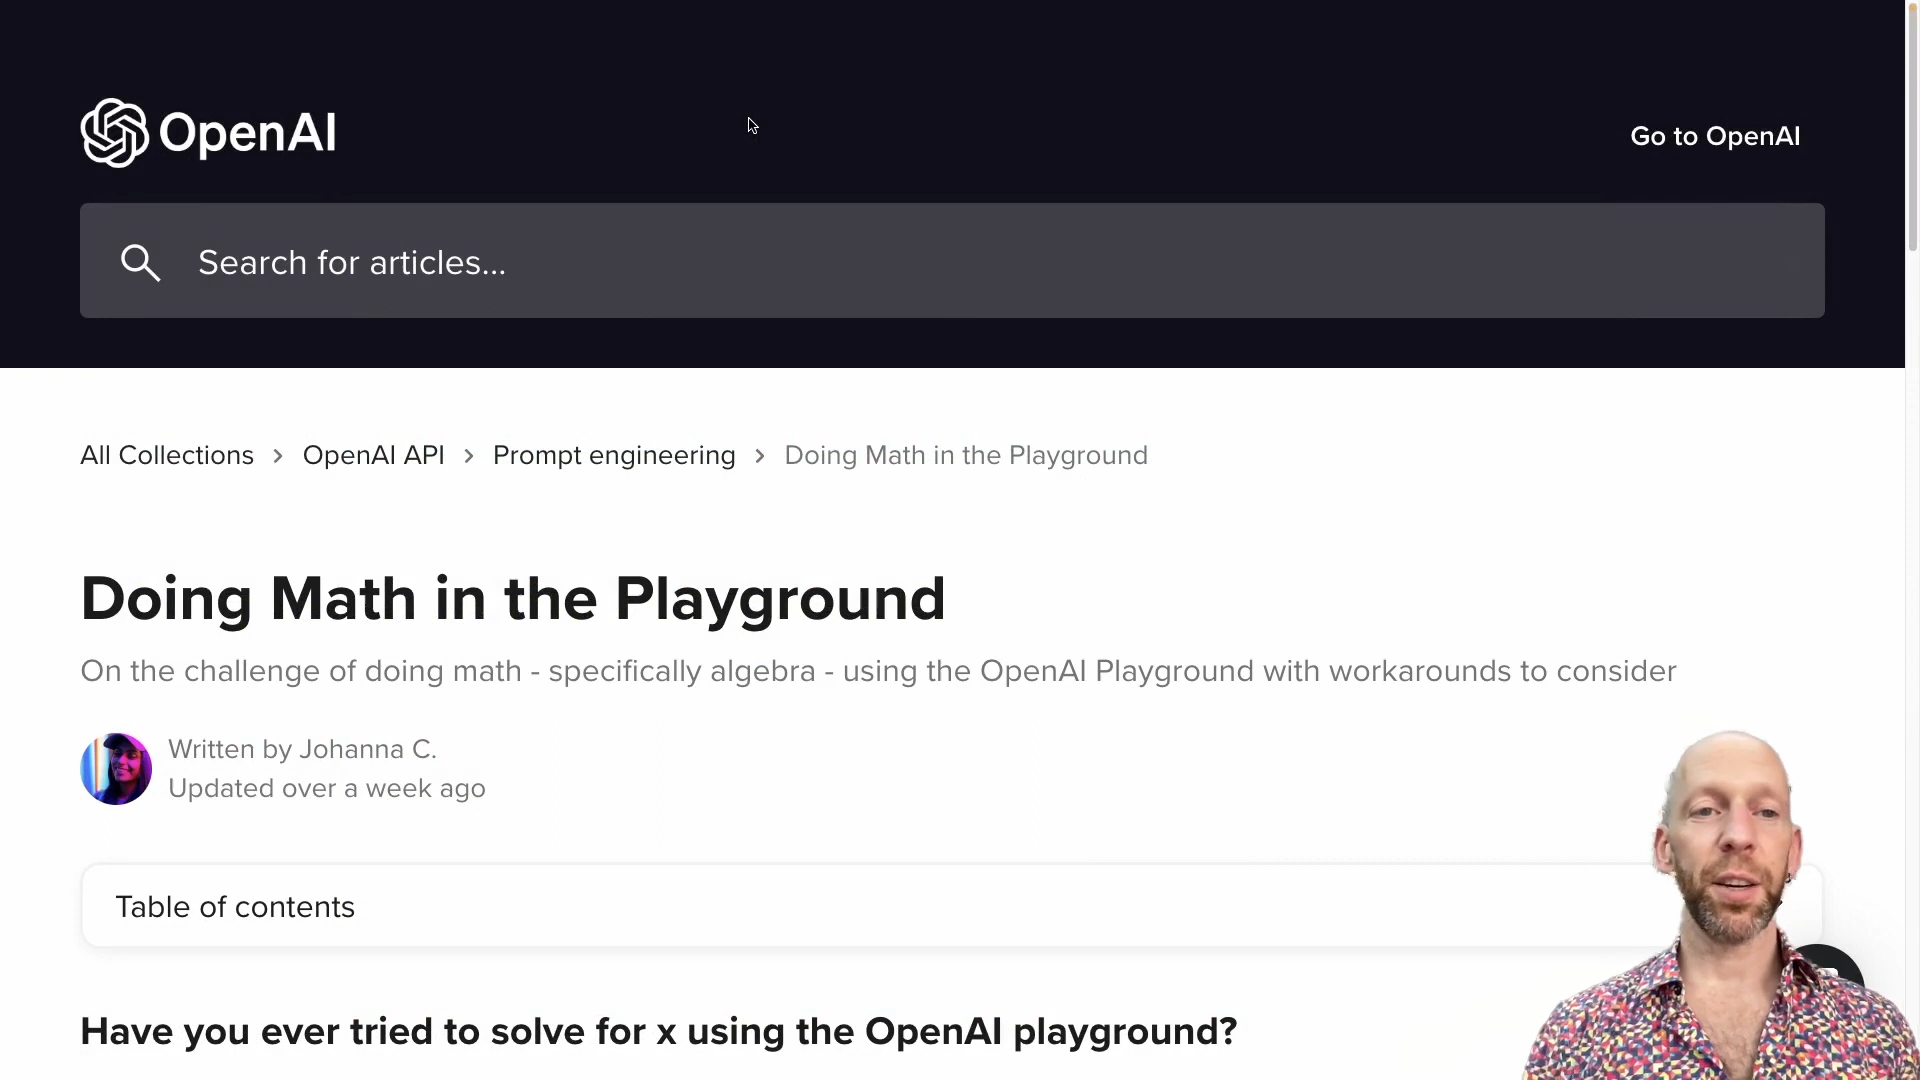 OpenAI
Go to OpenAI
Search for articles...
All Collections > OpenAI API > Prompt engineering > Doing Math in the Playground
Doing Math in the Playground
On the challenge of doing math - specifically algebra - using the OpenAI Playground with workarounds to consider
Written by Johanna C.
Updated over a week ago
Table of contents
Have you ever tried to solve for x using the OpenAI playground?